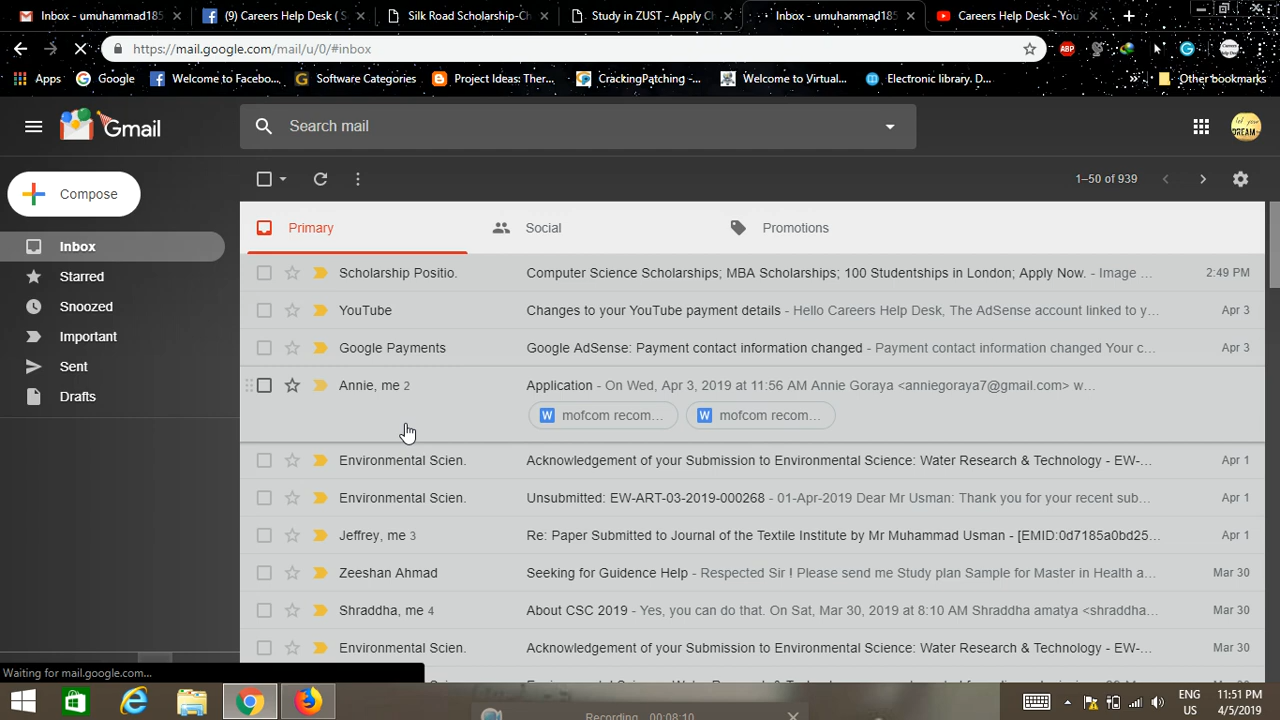 Inbox - umuhammad185
(9) Careers Help Desk ( S
Silk Road Scholarship-Ch
Study in ZUST - Apply C
Inbox - umuhammad185
Careers Help Desk - You
https://mail.google.com/mail/u/0/#inbox
ABP
Apps
Google
Welcome to Facebo...
Software Categories
Project Ideas: Ther...
CrackingPatching -...
Welcome to Virtual...
Electronic library. D...
Other bookmarks
Gmail
Search mail
Compose
1–50 of 939
Inbox
Starred
Snoozed
Important
Sent
Drafts
Primary
Social
Promotions
Scholarship Positio. Computer Science Scholarships; MBA Scholarships; 100 Studentships in London; Apply Now. - Image ... 2:49 PM
YouTube Changes to your YouTube payment details - Hello Careers Help Desk, The AdSense account linked to y... Apr 3
Google Payments Google AdSense: Payment contact information changed - Payment contact information changed Your c... Apr 3
Annie, me 2 Application - On Wed, Apr 3, 2019 at 11:56 AM Annie Goraya <anniegoraya7@gmail.com> w...
W mofcom recom... W mofcom recom...
Environmental Scien. Acknowledgement of your Submission to Environmental Science: Water Research & Technology - EW-... Apr 1
Environmental Scien. Unsubmitted: EW-ART-03-2019-000268 - 01-Apr-2019 Dear Mr Usman: Thank you for your recent sub... Apr 1
Jeffrey, me 3 Re: Paper Submitted to Journal of the Textile Institute by Mr Muhammad Usman - [EMID:0d7185a0bd25... Apr 1
Zeeshan Ahmad Seeking for Guidence Help - Respected Sir ! Please send me Study plan Sample for Master in Health a... Mar 30
Shraddha, me 4 About CSC 2019 - Yes, you can do that. On Sat, Mar 30, 2019 at 8:10 AM Shraddha amatya <shraddha... Mar 30
Environmental Scien. Acknowledgement of your Submission to Environmental Science: Water Research & Technology - EW-... Mar 30
Waiting for mail.google.com...
ENG
US
11:51 PM
4/5/2019
Recording 00:08:10